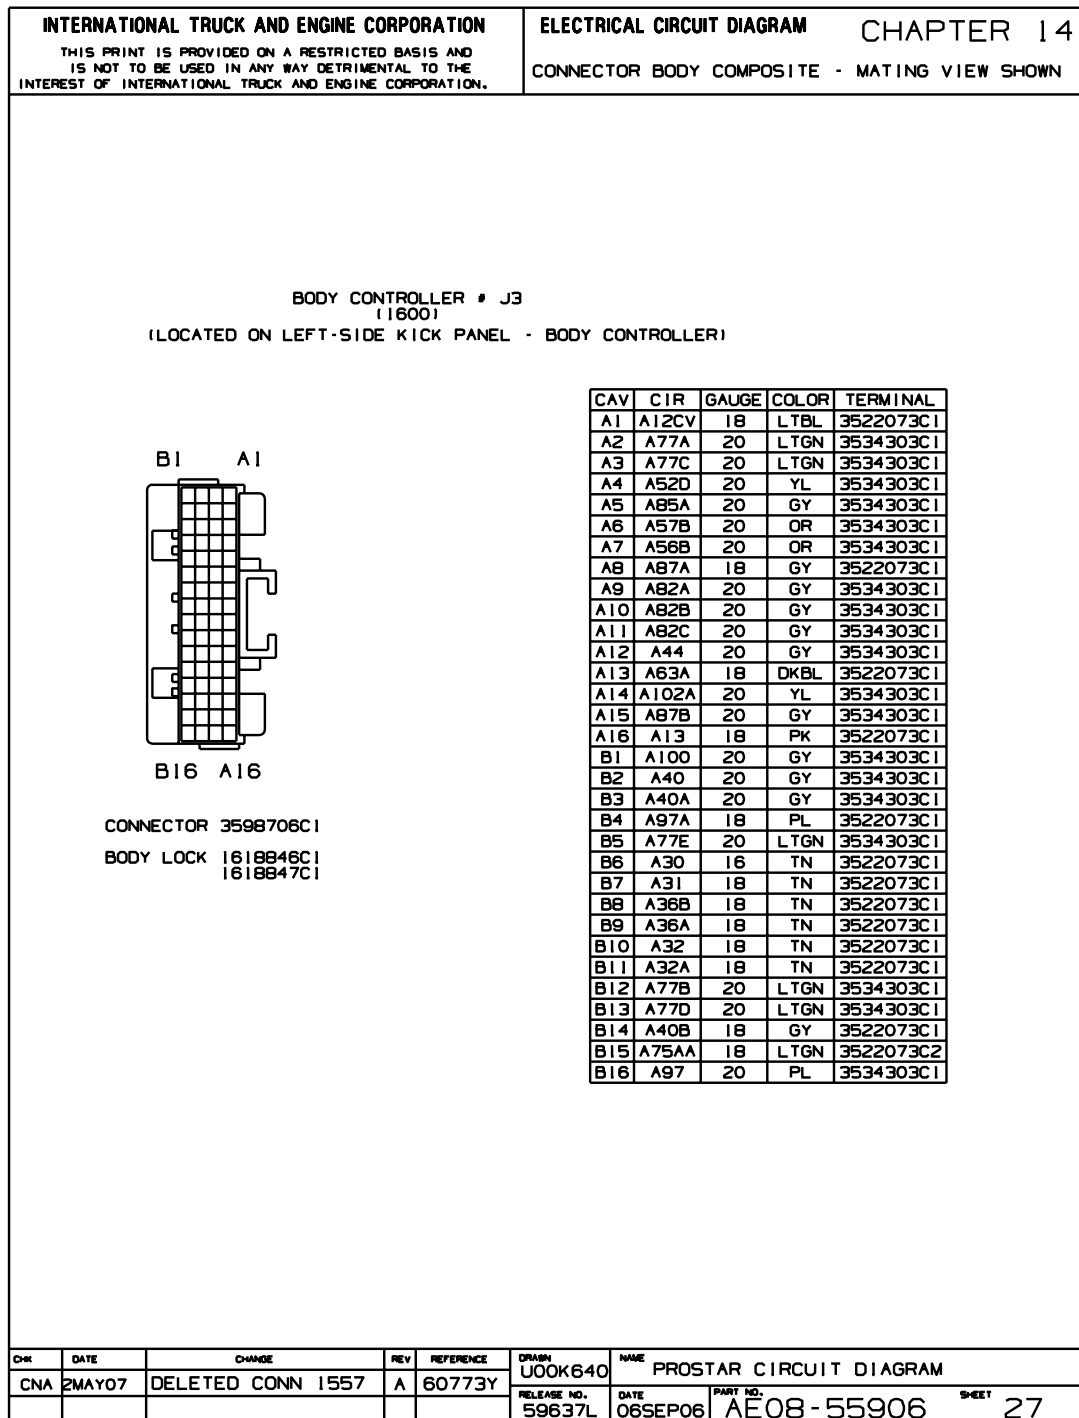 INTERNATIONAL TRUCK AND ENGINE CORPORATION
THIS PRINT IS PROVIDED ON A RESTRICTED BASIS AND
IS NOT TO BE USED IN ANY WAY DETRIMENTAL TO THE
INTEREST OF INTERNATIONAL TRUCK AND ENGINE CORPORATION.
ELECTRICAL CIRCUIT DIAGRAM CHAPTER 14
CONNECTOR BODY COMPOSITE - MATING VIEW SHOWN
BODY CONTROLLER # J3
(1600)
(LOCATED ON LEFT-SIDE KICK PANEL - BODY CONTROLLER)
B1 A1
B16 A16
CONNECTOR 3598706C1
BODY LOCK 1618846C1
1618847C1
CAV CIR GAUGE COLOR TERMINAL
A1 A12CV 18 LTBL 3522073C1
A2 A77A 20 LTGN 3534303C1
A3 A77C 20 LTGN 3534303C1
A4 A52D 20 YL 3534303C1
A5 A85A 20 GY 3534303C1
A6 A57B 20 OR 3534303C1
A7 A56B 20 OR 3534303C1
A8 A87A 18 GY 3522073C1
A9 A82A 20 GY 3534303C1
A10 A82B 20 GY 3534303C1
A11 A82C 20 GY 3534303C1
A12 A44 20 GY 3534303C1
A13 A63A 18 DKBL 3522073C1
A14 A102A 20 YL 3534303C1
A15 A87B 20 GY 3534303C1
A16 A13 18 PK 3522073C1
B1 A100 20 GY 3534303C1
B2 A40 20 GY 3534303C1
B3 A40A 20 GY 3534303C1
B4 A97A 18 PL 3522073C1
B5 A77E 20 LTGN 3534303C1
B6 A30 16 TN 3522073C1
B7 A31 18 TN 3522073C1
B8 A36B 18 TN 3522073C1
B9 A36A 18 TN 3522073C1
B10 A32 18 TN 3522073C1
B11 A32A 18 TN 3522073C1
B12 A77B 20 LTGN 3534303C1
B13 A77D 20 LTGN 3534303C1
B14 A40B 18 GY 3522073C1
B15 A75AA 18 LTGN 3522073C2
B16 A97 20 PL 3534303C1
CHK DATE CHANGE REV REFERENCE
CNA 2MAY07 DELETED CONN 1557 A 60773Y
DRAWN U00K640
NAME PROSTAR CIRCUIT DIAGRAM
RELEASE NO. 59637L
DATE 06SEP06
PART NO. AE08-55906
SHEET 27